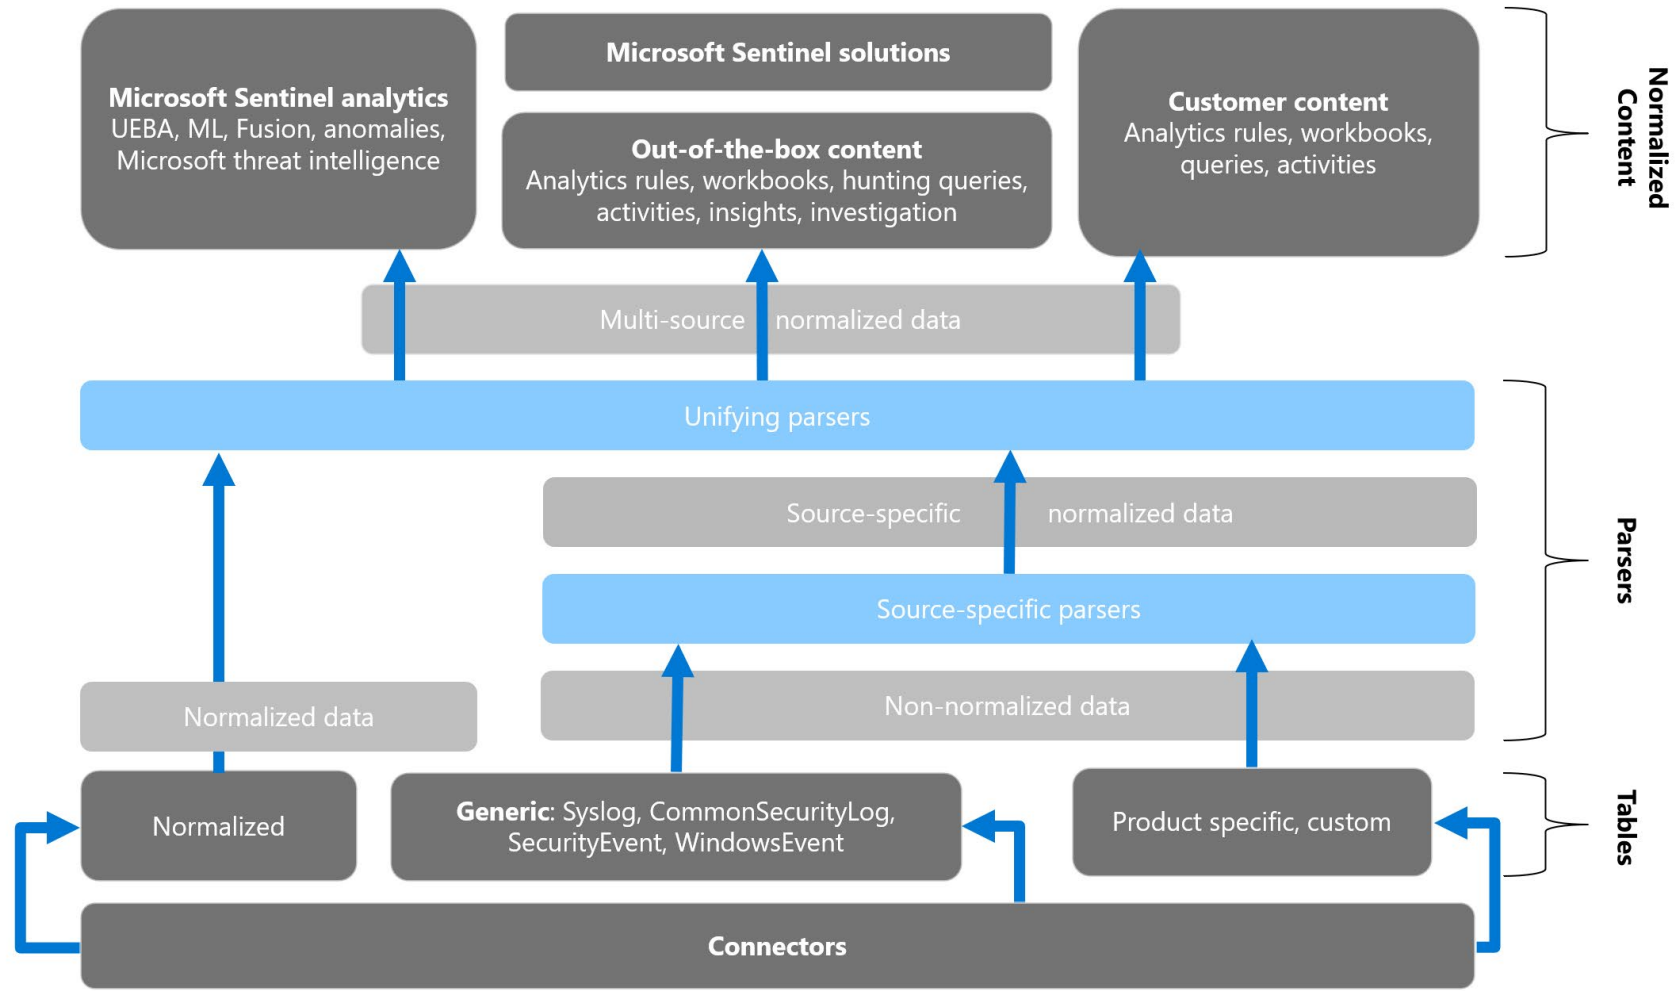 Microsoft Sentinel analytics
UEBA, ML, Fusion, anomalies,
Microsoft threat intelligence
Microsoft Sentinel solutions
Out-of-the-box content
Analytics rules, workbooks, hunting queries,
activities, insights, investigation
Customer content
Analytics rules, workbooks,
queries, activities
Normalized
Content
Multi-source normalized data
Unifying parsers
Source-specific normalized data
Source-specific parsers
Parsers
Normalized data
Non-normalized data
Normalized
Generic: Syslog, CommonSecurityLog,
SecurityEvent, WindowsEvent
Product specific, custom
Tables
Connectors